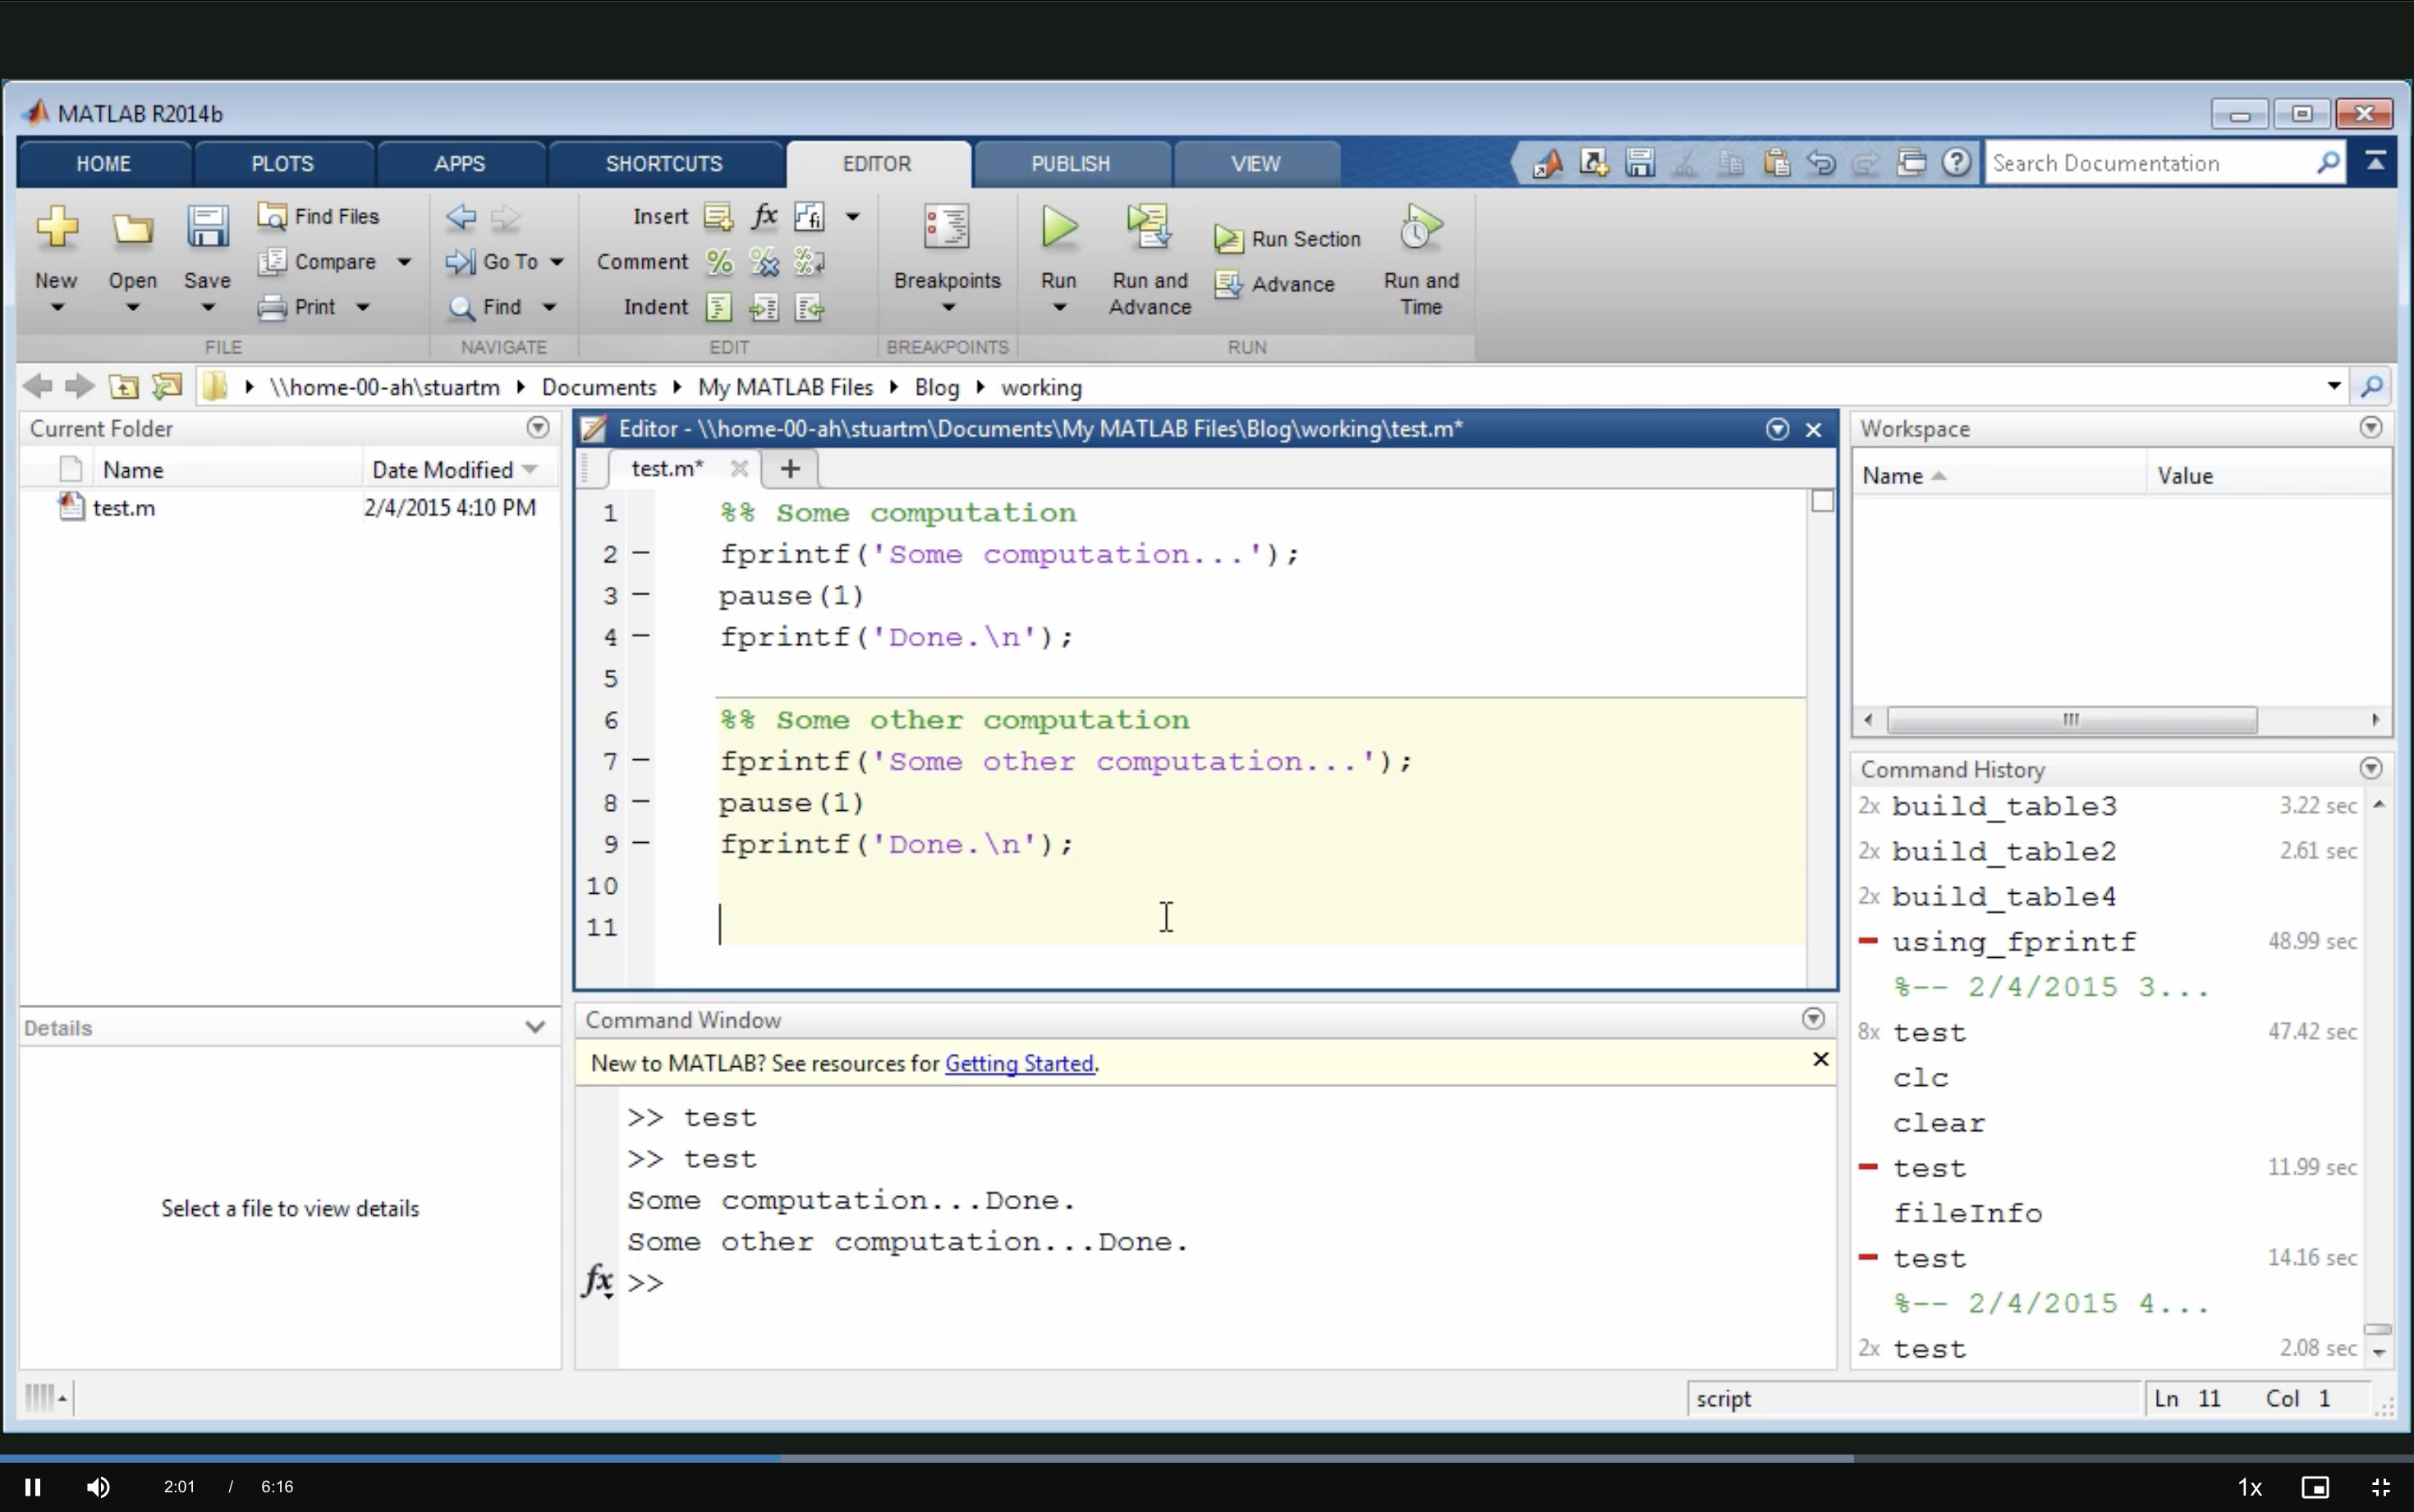 MATLAB R2014b
HOME PLOTS APPS SHORTCUTS EDITOR PUBLISH VIEW Search Documentation
New Open Save Find Files Compare Print
FILE
Go To Find
NAVIGATE
Insert fx fi
Comment % % %
Indent
EDIT
Breakpoints
BREAKPOINTS
Run Run and Advance Run Section Advance Run and Time
RUN
\\home-00-ah\stuartm Documents My MATLAB Files Blog working
Current Folder
Name Date Modified
test.m 2/4/2015 4:10 PM
Details
Select a file to view details
Editor - \\home-00-ah\stuartm\Documents\My MATLAB Files\Blog\working\test.m*
test.m* +
1 %% Some computation
2 – fprintf('Some computation...');
3 – pause(1)
4 – fprintf('Done.\n');
5
6 %% Some other computation
7 – fprintf('Some other computation...');
8 – pause(1)
9 – fprintf('Done.\n');
10
11
Command Window
New to MATLAB? See resources for Getting Started.
>> test
>> test
Some computation...Done.
Some other computation...Done.
fx >>
Workspace
Name Value
Command History
2x build_table3 3.22 sec
2x build_table2 2.61 sec
2x build_table4
using_fprintf 48.99 sec
%-- 2/4/2015 3...
8x test 47.42 sec
clc
clear
test 11.99 sec
fileInfo
test 14.16 sec
%-- 2/4/2015 4...
2x test 2.08 sec
script Ln 11 Col 1
2:01 / 6:16 1x